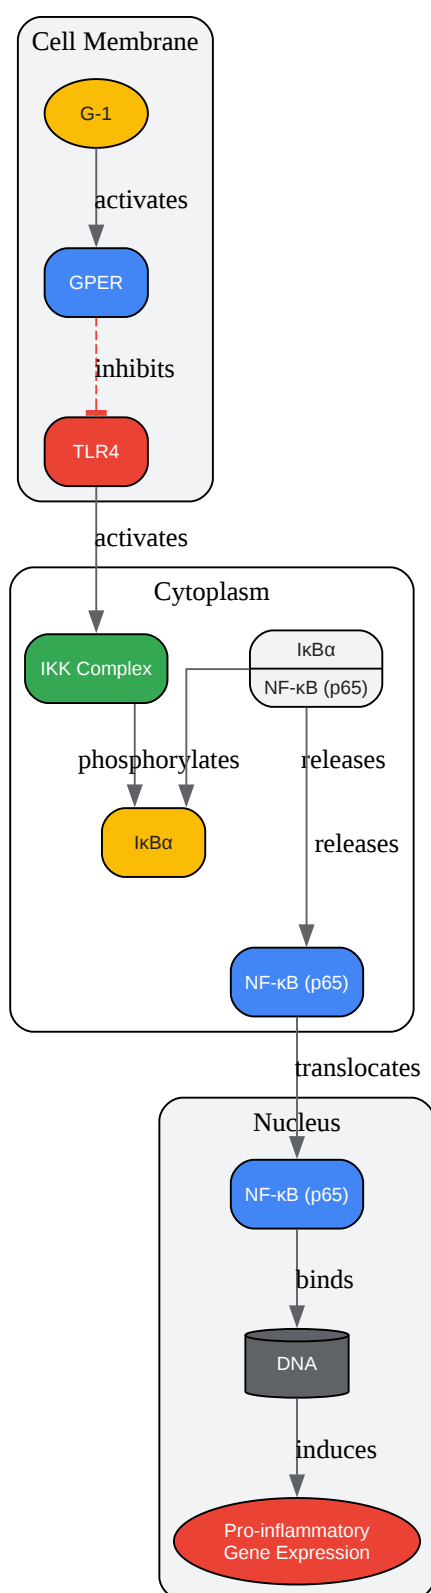 Cell Membrane
G-1
activates
GPER
inhibits
TLR4
activates
Cytoplasm
IKK Complex
IκBα
NF-κB (p65)
phosphorylates
releases
IκBα
releases
NF-κB (p65)
translocates
Nucleus
NF-κB (p65)
binds
DNA
induces
Pro-inflammatory
Gene Expression